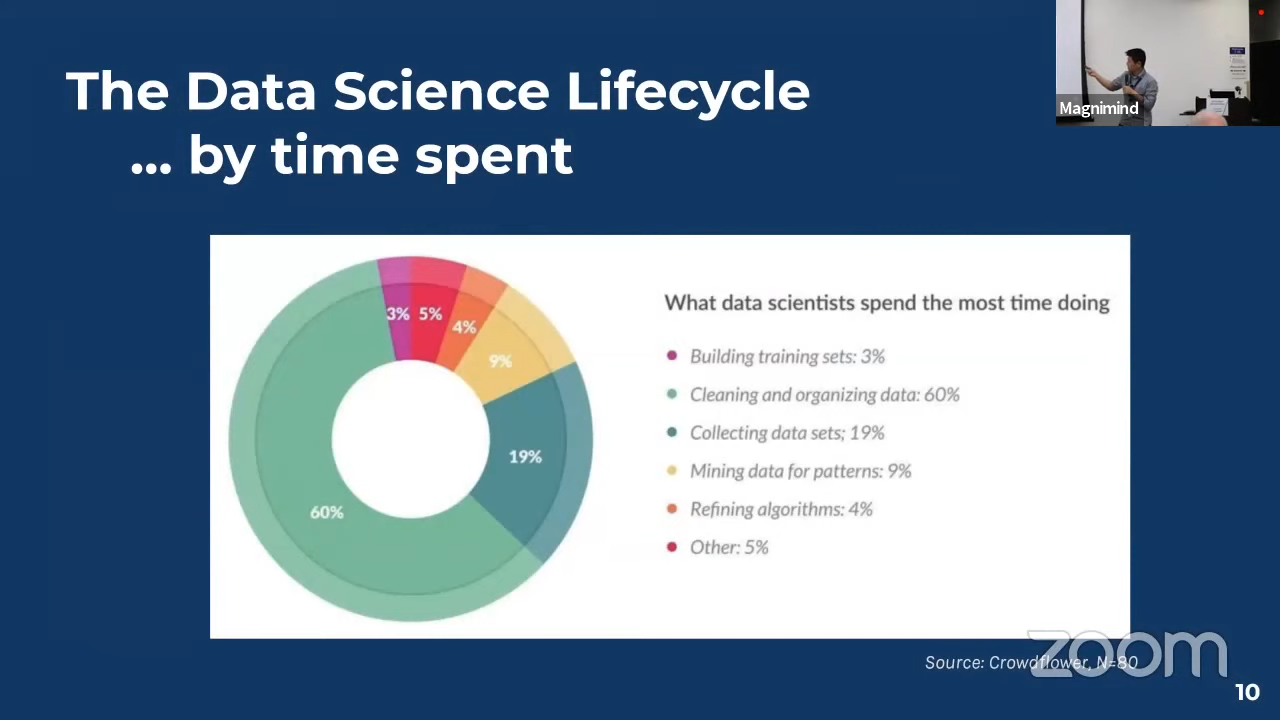 The Data Science Lifecycle
... by time spent
Magnimind
3%
5%
4%
9%
19%
60%
What data scientists spend the most time doing
Building training sets: 3%
Cleaning and organizing data: 60%
Collecting data sets; 19%
Mining data for patterns: 9%
Refining algorithms: 4%
Other: 5%
Source: Crowdflower, N=80
zoom
10